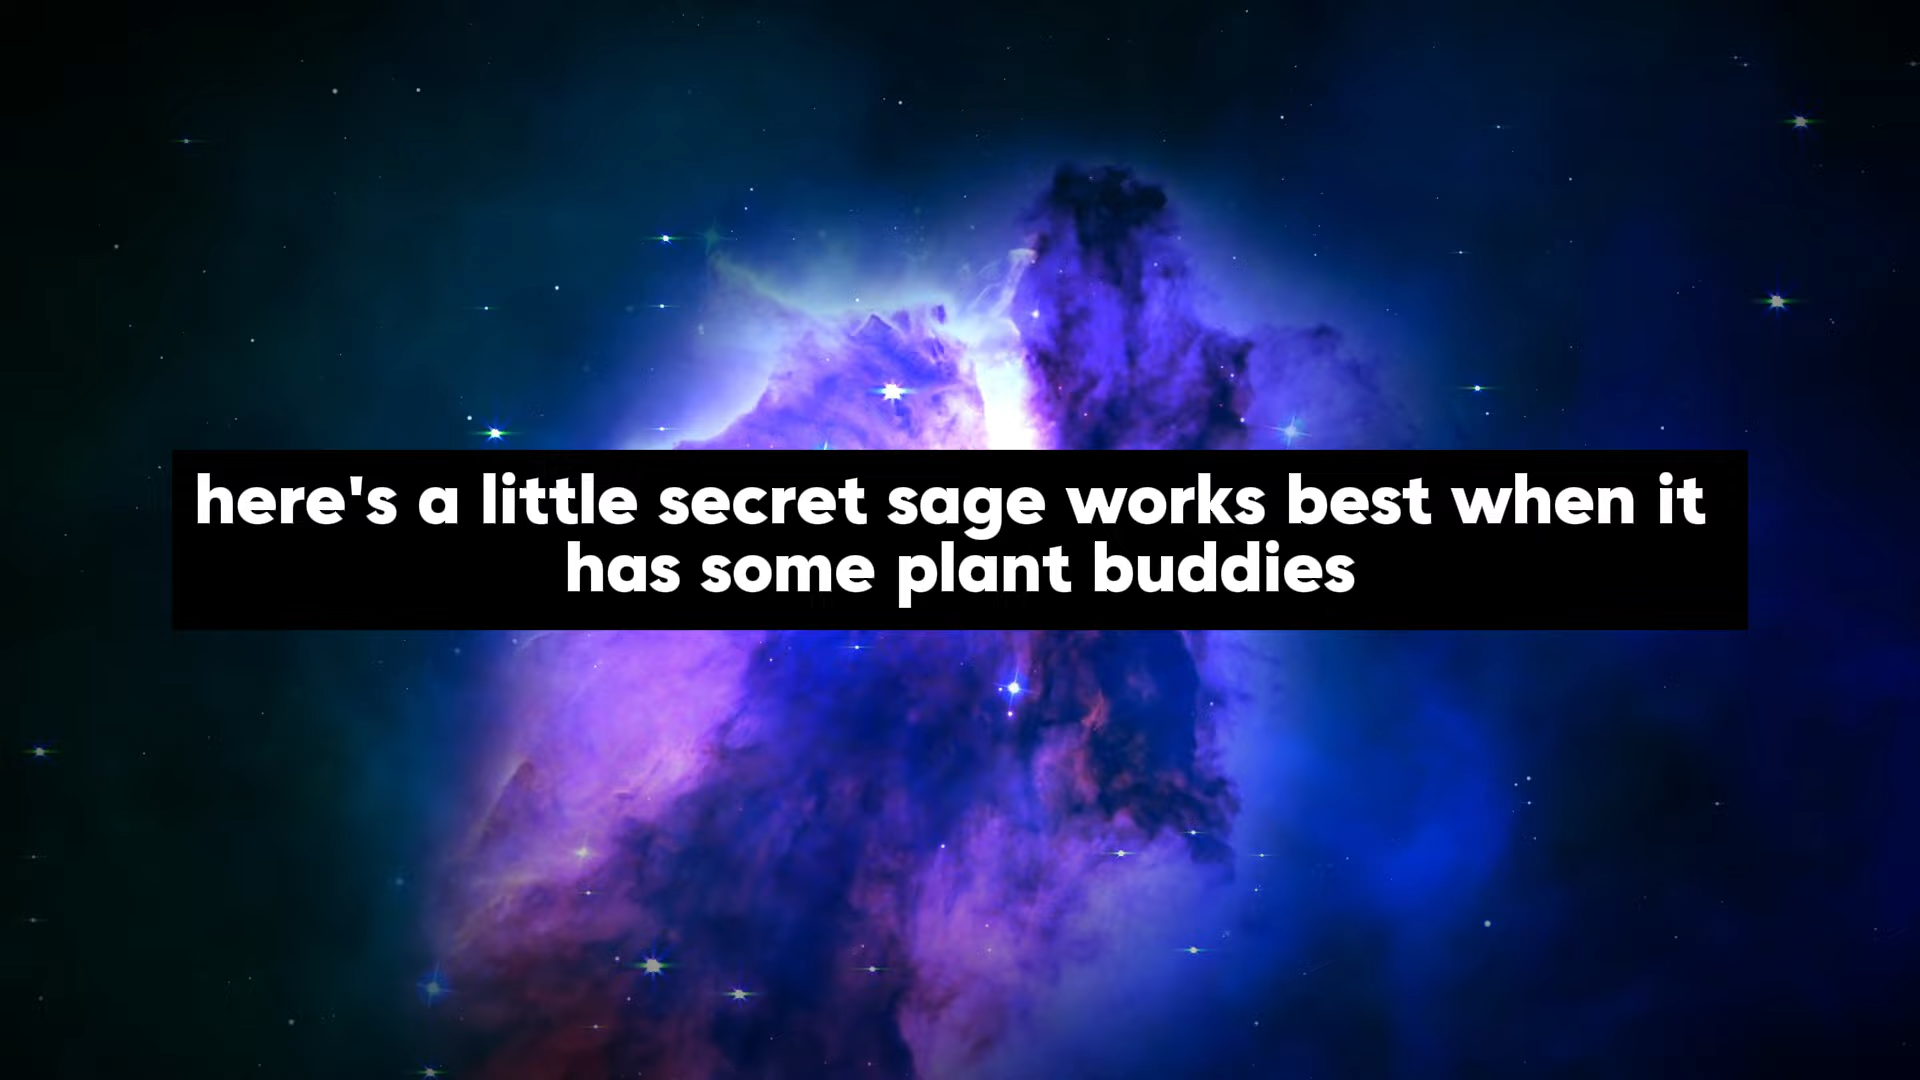 here's a little secret sage works best when it
has some plant buddies